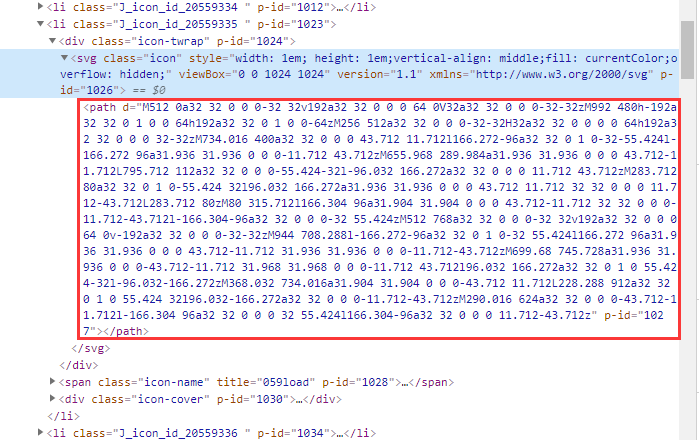 <li class="J_icon_id_20559334 " p-id="1012">…</li>
<li class="J_icon_id_20559335 " p-id="1023">
<div class="icon-twrap" p-id="1024">
<svg class="icon" style="width: 1em; height: 1em;vertical-align: middle;fill: currentColor;o
verflow: hidden;" viewBox="0 0 1024 1024" version="1.1" xmlns="http://www.w3.org/2000/svg" p-
id="1026"> == $0
<path d="M512 0a32 32 0 0 0-32 32v192a32 32 0 0 0 64 0V32a32 32 0 0 0-32-32zM992 480h-192a
32 32 0 1 0 0 64h192a32 32 0 1 0 0-64zM256 512a32 32 0 0 0-32-32H32a32 32 0 0 0 0 64h192a3
2 32 0 0 0 32-32zM734.016 400a32 32 0 0 0 43.712 11.712l166.272-96a32 32 0 1 0-32-55.424l-
166.272 96a31.936 31.936 0 0 0-11.712 43.712zM655.968 289.984a31.936 31.936 0 0 0 43.712-1
1.712L795.712 112a32 32 0 0 0-55.424-32l-96.032 166.272a32 32 0 0 0 11.712 43.712zM283.712 
80a32 32 0 1 0-55.424 32l96.032 166.272a31.936 31.936 0 0 0 43.712 11.712 32 32 0 0 0 11.7
12-43.712L283.712 80zM80 315.712l166.304 96a31.904 31.904 0 0 0 43.712-11.712 32 32 0 0 0-
11.712-43.712l-166.304-96a32 32 0 0 0-32 55.424zM512 768a32 32 0 0 0-32 32v192a32 32 0 0 0
64 0v-192a32 32 0 0 0-32-32zM944 708.288l-166.272-96a32 32 0 1 0-32 55.424l166.272 96a31.9
36 31.936 0 0 0 43.712-11.712 31.936 31.936 0 0 0-11.712-43.712zM699.68 745.728a31.936 31.
936 0 0 0-43.712-11.712 31.968 31.968 0 0 0-11.712 43.712l96.032 166.272a32 32 0 1 0 55.42
4-32l-96.032-166.272zM368.032 734.016a31.904 31.904 0 0 0-43.712 11.712L228.288 912a32 32 
0 1 0 55.424 32l96.032-166.272a32 32 0 0 0-11.712-43.712zM290.016 624a32 32 0 0 0-43.712-1
1.712l-166.304 96a32 32 0 0 0 32 55.424l166.304-96a32 32 0 0 0 11.712-43.712z" p-id="102
7"></path>
</svg>
</div>
<span class="icon-name" title="059load" p-id="1028">…</span>
<div class="icon-cover" p-id="1030">…</div>
</li>
<li class="J_icon_id_20559336 " p-id="1034">…</li>